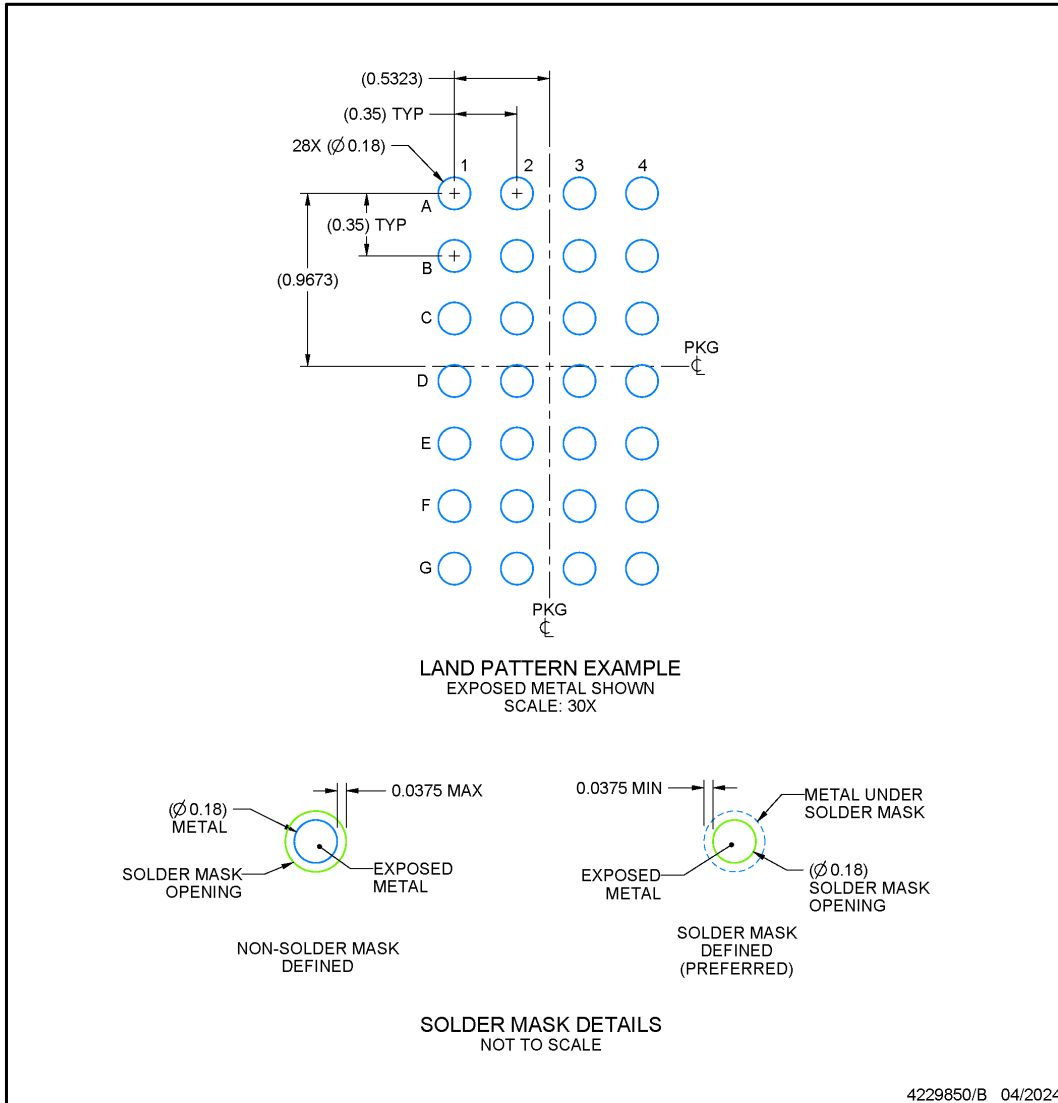 (0.5323)
(0.35) TYP
28X (Ø 0.18)
1 2 3 4
A
(0.35) TYP
B
(0.9673)
C
PKG
℄
D
E
F
G
PKG
℄
LAND PATTERN EXAMPLE
EXPOSED METAL SHOWN
SCALE: 30X
0.0375 MAX
(Ø 0.18)
METAL
SOLDER MASK
OPENING
EXPOSED
METAL
NON-SOLDER MASK
DEFINED
0.0375 MIN
METAL UNDER
SOLDER MASK
EXPOSED
METAL
(Ø 0.18)
SOLDER MASK
OPENING
SOLDER MASK
DEFINED
(PREFERRED)
SOLDER MASK DETAILS
NOT TO SCALE
4229850/B 04/2024